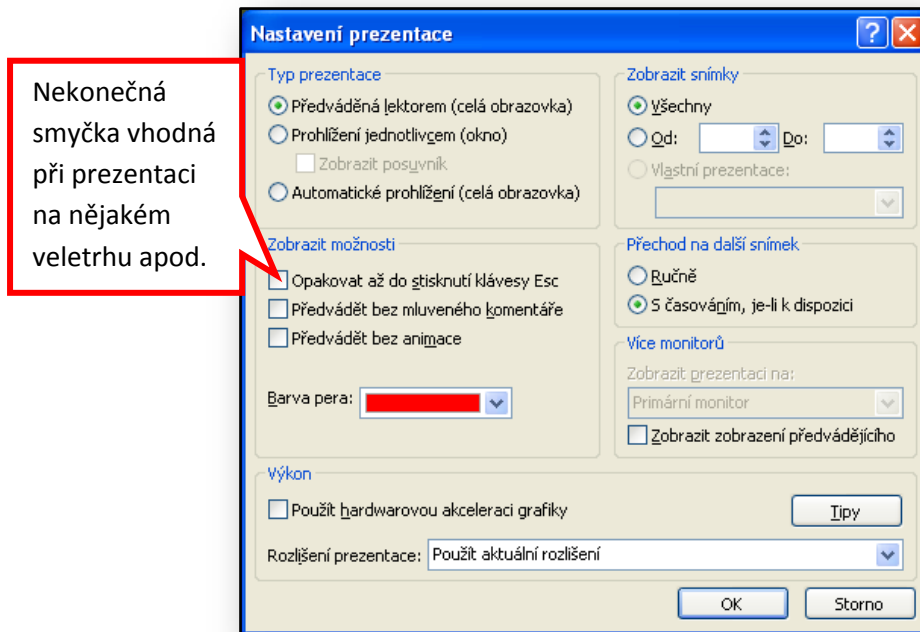 Nastavení prezentace
Nekonečná
smyčka vhodná
při prezentaci
na nějakém
veletrhu apod.
Typ prezentace
Předváděná lektorem (celá obrazovka)
Prohlížení jednotlivcem (okno)
Zobrazit posuvník
Automatické prohlížení (celá obrazovka)
Zobrazit snímky
Všechny
Od: Do:
Vlastní prezentace:
Zobrazit možnosti
Opakovat až do stisknutí klávesy Esc
Předvádět bez mluveného komentáře
Předvádět bez animace
Barva pera:
Přechod na další snímek
Ručně
S časováním, je-li k dispozici
Více monitorů
Zobrazit prezentaci na:
Primární monitor
Zobrazit zobrazení předvádějícího
Výkon
Použít hardwarovou akceleraci grafiky
Tipy
Rozlišení prezentace: Použít aktuální rozlišení
OK Storno